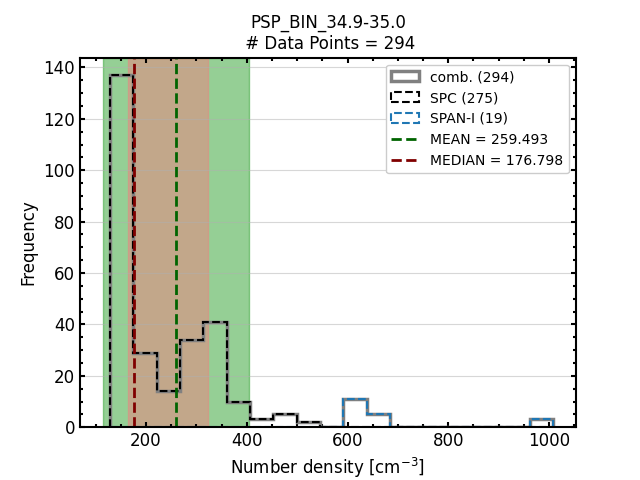 PSP_BIN_34.9-35.0
# Data Points = 294
comb. (294)
SPC (275)
SPAN-I (19)
MEAN = 259.493
MEDIAN = 176.798
Frequency
140
120
100
80
60
40
20
0
200 400 600 800 1000
Number density [cm⁻³]